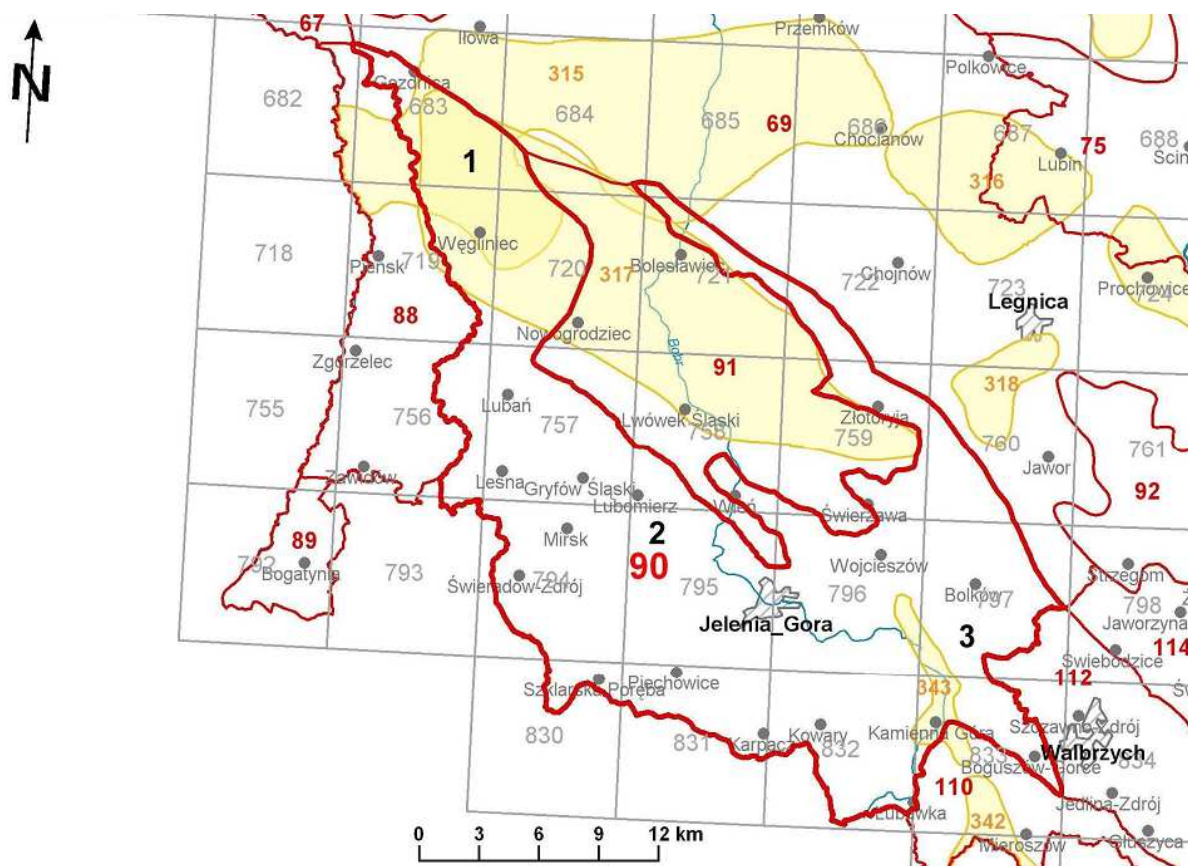 67
Iłowa
Przemków
N
Gozdnica
315
Polkowice
682
683
684
685
69
686
Chocianów
687
75
688
Ścin
Lubin
1
316
718
Pieńsk
719
Węgliniec
720
317
Bolesławiec
721
722
Chojnów
723
Prochowice
724
Legnica
88
Nowogrodziec
Bobr
Zgorzelec
91
318
755
756
Lubań
757
Lwówek Śląski
758
Złotoryja
759
760
Jawor
761
92
Zawidów
Leśna
Gryfów Śląski
Lubomierz
Wleń
Świerzawa
89
792
Bogatynia
793
Mirsk
2
90
Świeradów-Zdrój
794
795
Wojcieszów
796
Bolków
797
Strzegom
798
Jaworzyna
Jelenia_Gora
3
114
Świebodzice
112
343
Szklarska Poręba
Piechowice
830
831
Karpacz
Kowary
832
Kamienna Góra
833
Szczawno-Zdrój
Walbrzych
834
Boguszów-Gorce
110
Lubawka
Jedlina-Zdrój
342
Mieroszów
Głuszyca
0 3 6 9 12 km